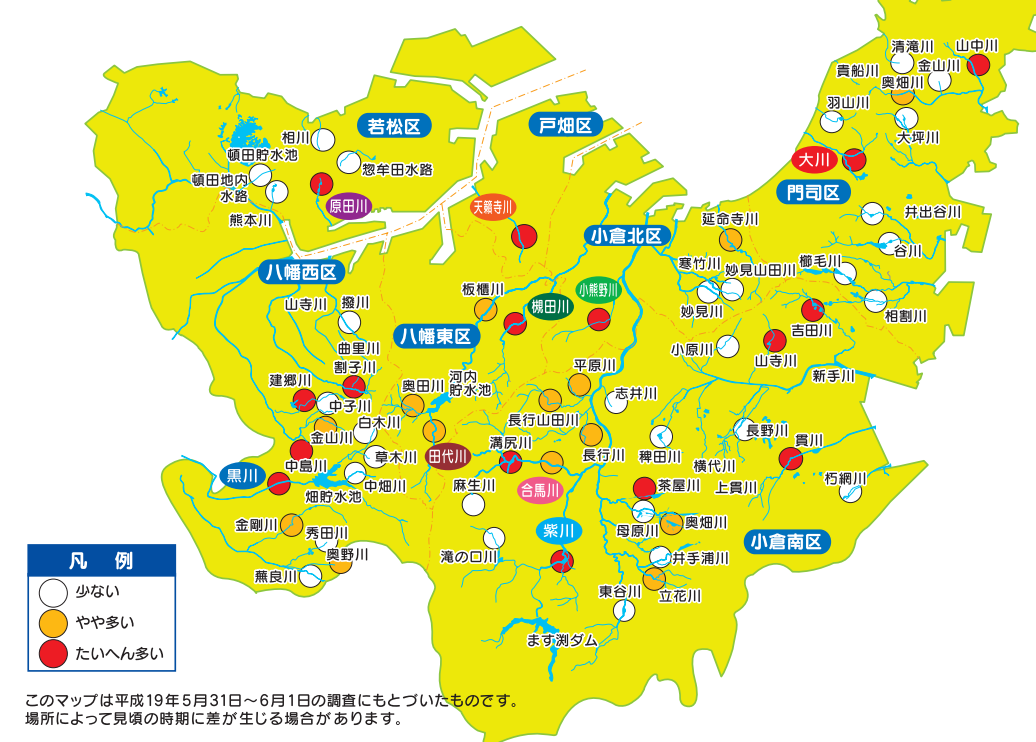 清滝川
山中川
貴船川
金山川
奥畑川
羽山川
大坪川
若松区
戸畑区
相川
頓田貯水池
惣牟田水路
大川
頓田地内
水路
門司区
原田川
天籟寺川
熊本川
延命寺川
井出谷川
小倉北区
谷川
八幡西区
寒竹川
妙見山田川
櫛毛川
板櫃川
小熊野川
山寺川
撥川
槻田川
妙見川
相割川
吉田川
八幡東区
曲里川
小原川
山寺川
割子川
平原川
新手川
建郷川
奥田川
河内
貯水池
志井川
中子川
長行山田川
白木川
金山川
長野川
貫川
溝尻川
草木川
田代川
長行川
稗田川
横代川
中島川
黒川
中畑川
麻生川
合馬川
茶屋川
上貫川
朽網川
畑貯水池
金剛川
紫川
母原川
奥畑川
秀田川
小倉南区
奥野川
滝の口川
井手浦川
蕪良川
東谷川
立花川
ます渕ダム
凡 例
少ない
やや多い
たいへん多い
このマップは平成19年5月31日〜6月1日の調査にもとづいたものです。
場所によって見頃の時期に差が生じる場合があります。